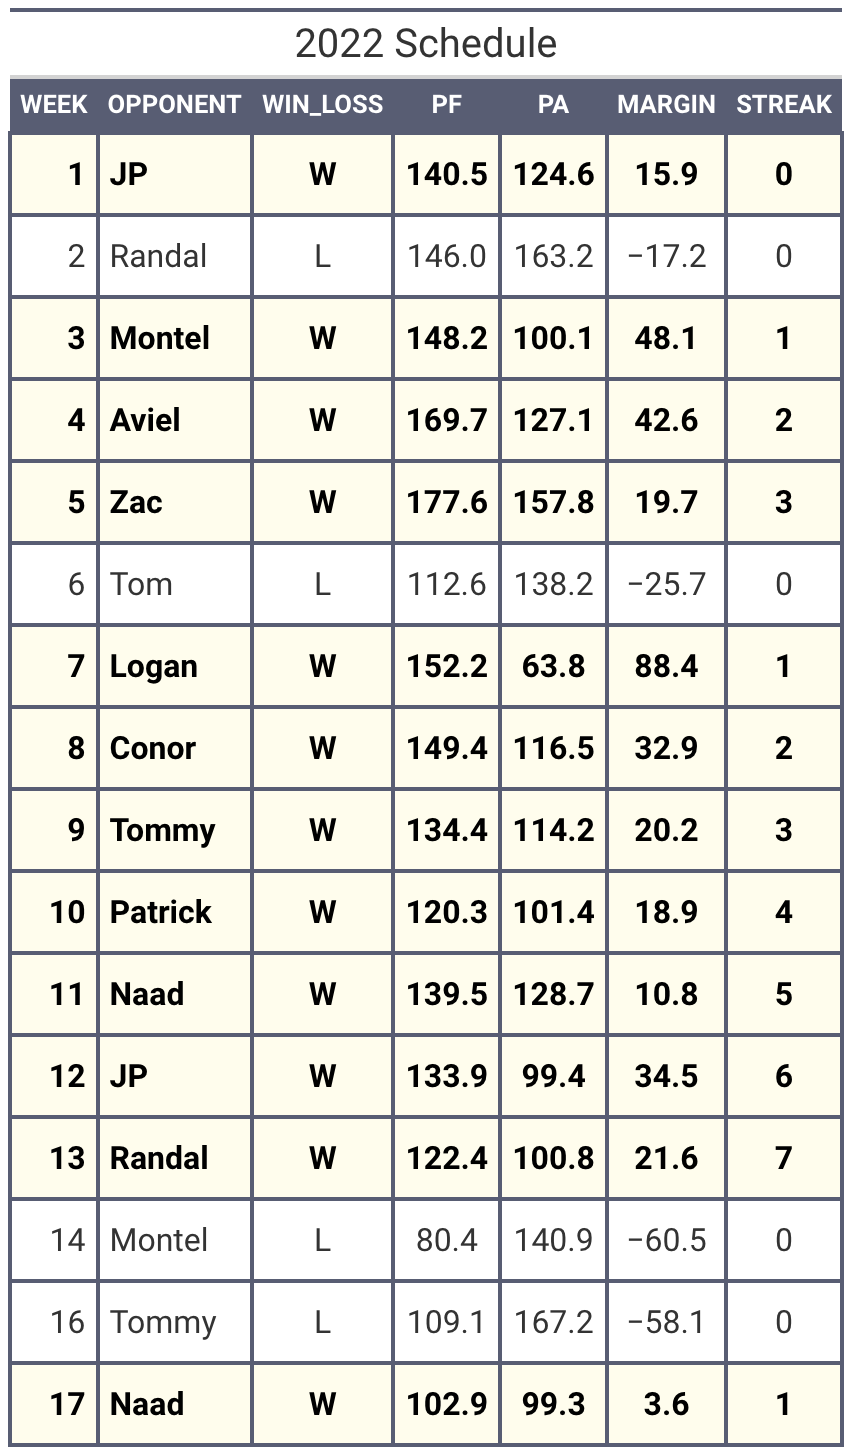 2022 Schedule
WEEK OPPONENT WIN_LOSS PF PA MARGIN STREAK
1 JP W 140.5 124.6 15.9 0
2 Randal L 146.0 163.2 −17.2 0
3 Montel W 148.2 100.1 48.1 1
4 Aviel W 169.7 127.1 42.6 2
5 Zac W 177.6 157.8 19.7 3
6 Tom L 112.6 138.2 −25.7 0
7 Logan W 152.2 63.8 88.4 1
8 Conor W 149.4 116.5 32.9 2
9 Tommy W 134.4 114.2 20.2 3
10 Patrick W 120.3 101.4 18.9 4
11 Naad W 139.5 128.7 10.8 5
12 JP W 133.9 99.4 34.5 6
13 Randal W 122.4 100.8 21.6 7
14 Montel L 80.4 140.9 −60.5 0
16 Tommy L 109.1 167.2 −58.1 0
17 Naad W 102.9 99.3 3.6 1